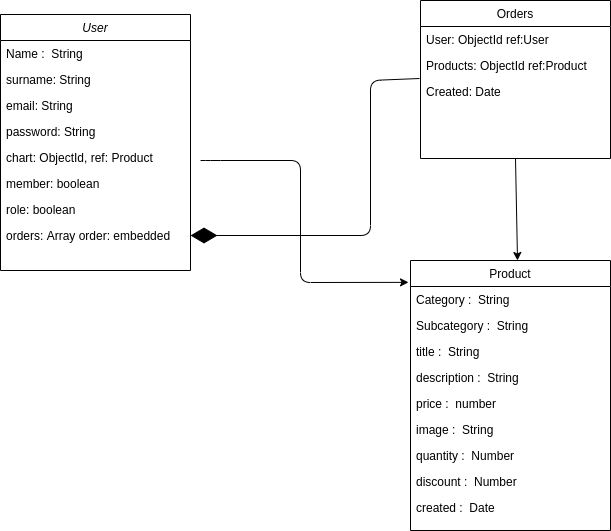 User
Name :  String
surname: String
email: String
password: String
chart: ObjectId, ref: Product
member: boolean
role: boolean
orders: Array order: embedded
Orders
User: ObjectId ref:User
Products: ObjectId ref:Product
Created: Date
Product
Category :  String
Subcategory :  String
title :  String
description :  String
price :  number
image :  String
quantity :  Number
discount :  Number
created :  Date